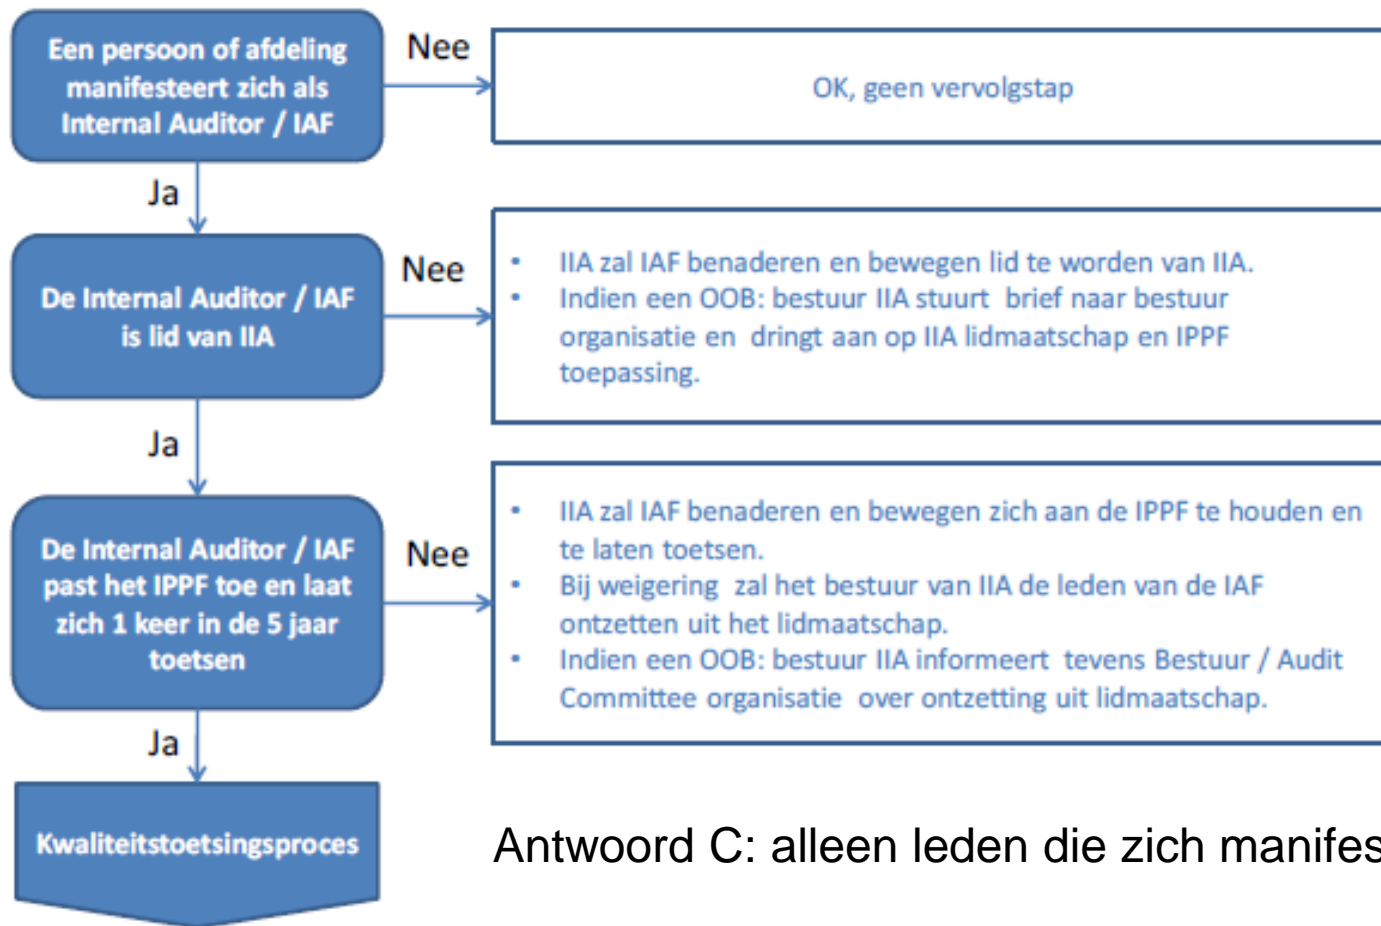 Een persoon of afdeling
manifesteert zich als
Internal Auditor / IAF
Nee
OK, geen vervolgstap
Ja
De Internal Auditor / IAF
is lid van IIA
Nee
• IIA zal IAF benaderen en bewegen lid te worden van IIA.
• Indien een OOB: bestuur IIA stuurt brief naar bestuur
organisatie en dringt aan op IIA lidmaatschap en IPPF
toepassing.
Ja
De Internal Auditor / IAF
past het IPPF toe en laat
zich 1 keer in de 5 jaar
toetsen
Nee
• IIA zal IAF benaderen en bewegen zich aan de IPPF te houden en
te laten toetsen.
• Bij weigering zal het bestuur van IIA de leden van de IAF
ontzetten uit het lidmaatschap.
• Indien een OOB: bestuur IIA informeert tevens Bestuur / Audit
Committee organisatie over ontzetting uit lidmaatschap.
Ja
Kwaliteitstoetsingsproces
Antwoord C: alleen leden die zich